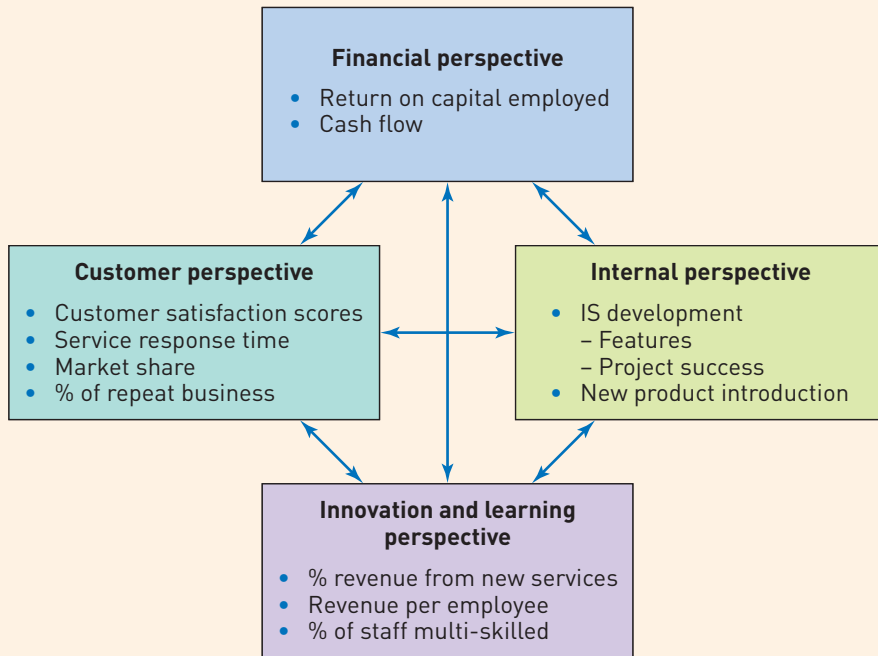 Financial perspective
• Return on capital employed
• Cash flow
Customer perspective
• Customer satisfaction scores
• Service response time
• Market share
• % of repeat business
Internal perspective
• IS development
– Features
– Project success
• New product introduction
Innovation and learning
perspective
• % revenue from new services
• Revenue per employee
• % of staff multi-skilled